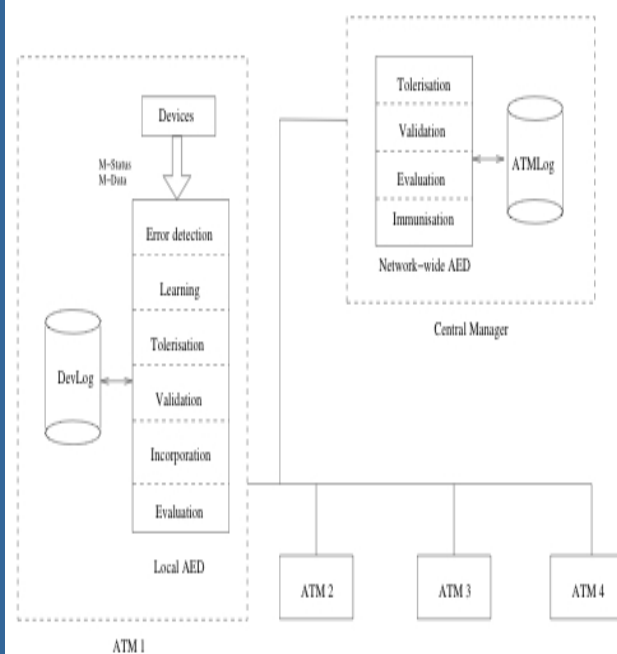 Devices
M-Status
M-Data
Error detection
Learning
Tolerisation
Validation
Incorporation
Evaluation
DevLog
Local AED
ATM 1
Tolerisation
Validation
Evaluation
Immunisation
ATMLog
Network-wide AED
Central Manager
ATM 2
ATM 3
ATM 4